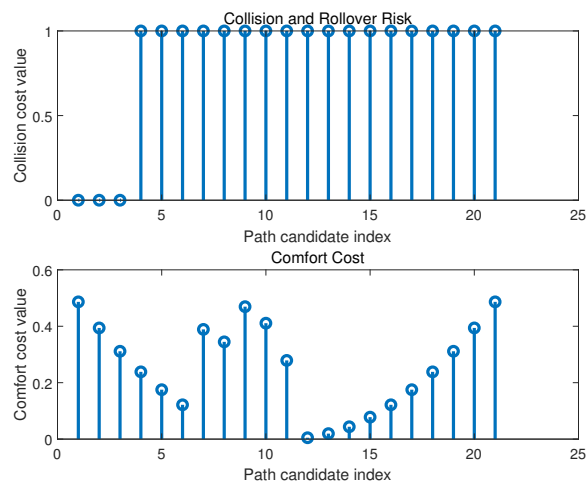 Collision and Rollover Risk
1
0.5
0
Collision cost value
0 5 10 15 20 25
Path candidate index
Comfort Cost
0.6
0.4
0.2
0
Comfort cost value
0 5 10 15 20 25
Path candidate index